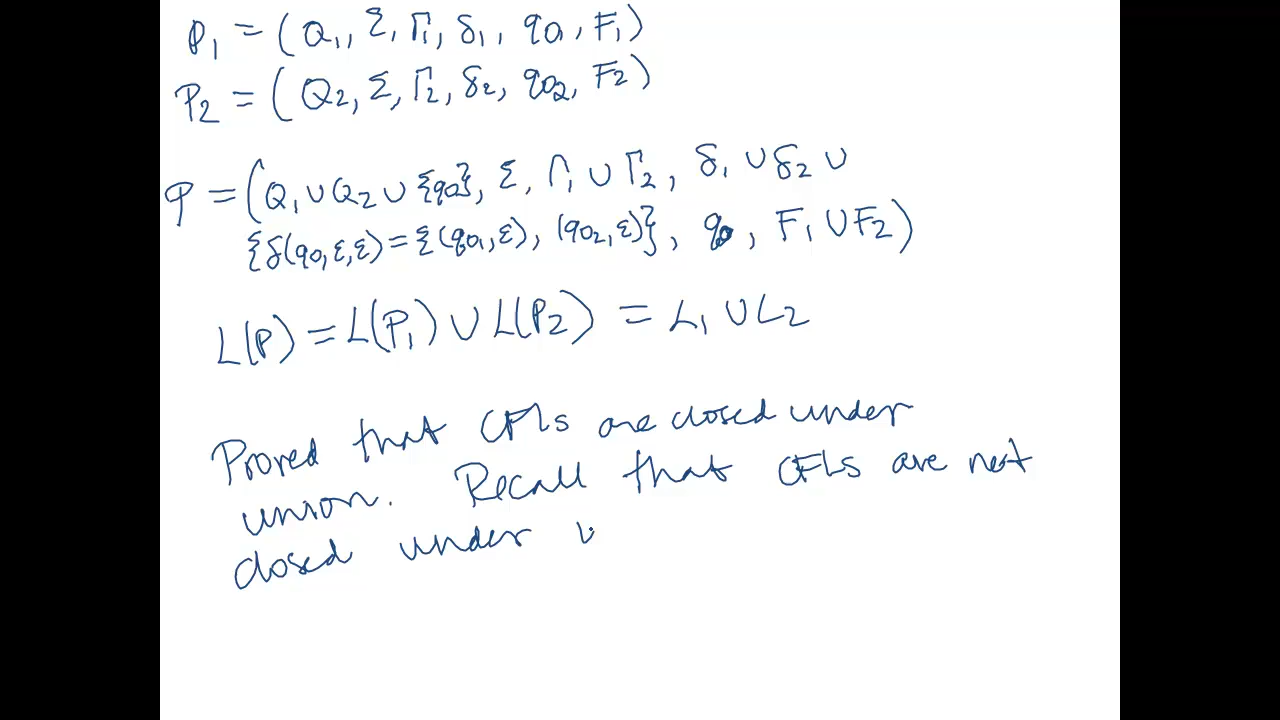 P₁ = (Q₁, Σ, Γ₁, δ₁, q₀₁, F₁)
P₂ = (Q₂, Σ, Γ₂, δ₂, q₀₂, F₂)
P = (Q₁ ∪ Q₂ ∪ {q₀}, Σ, Γ₁ ∪ Γ₂, δ₁ ∪ δ₂ ∪
{δ(q₀, ε, ε) = {(q₀₁, ε), (q₀₂, ε)}, q₀, F₁ ∪ F₂)
L(P) = L(P₁) ∪ L(P₂) = L₁ ∪ L₂
Proved that CFLs are closed under
union. Recall that CFLs are not
closed under